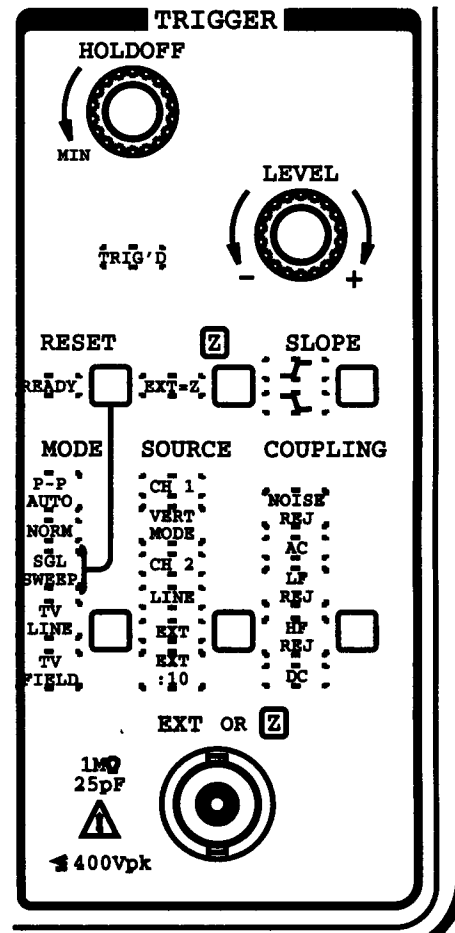 TRIGGER
HOLDOFF
MIN
LEVEL
- +
TRIG'D
RESET Z SLOPE
READY EXT=Z
MODE SOURCE COUPLING
P-P
AUTO
NORM
SGL
SWEEP
TV
LINE
TV
FIELD
CH 1
VERT
MODE
CH 2
LINE
EXT
EXT
:10
NOISE
REJ
AC
LF
REJ
HF
REJ
DC
EXT OR Z
1MΩ
25pF
≤400Vpk